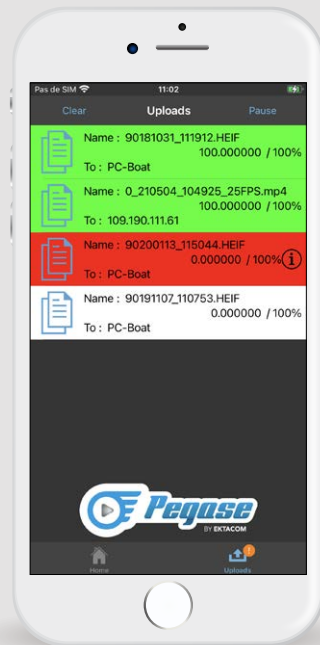 Pas de SIM 11:02
Clear Uploads Pause
Name : 90181031_111912.HEIF
100.000000 / 100%
To : PC-Boat
Name : 0_210504_104925_25FPS.mp4
100.000000 / 100%
To : 109.190.111.61
Name : 90200113_115044.HEIF
0.000000 / 100% i
To : PC-Boat
Name : 90191107_110753.HEIF
0.000000 / 100%
To : PC-Boat
Pegase
BY EKTACOM
!
Home Uploads